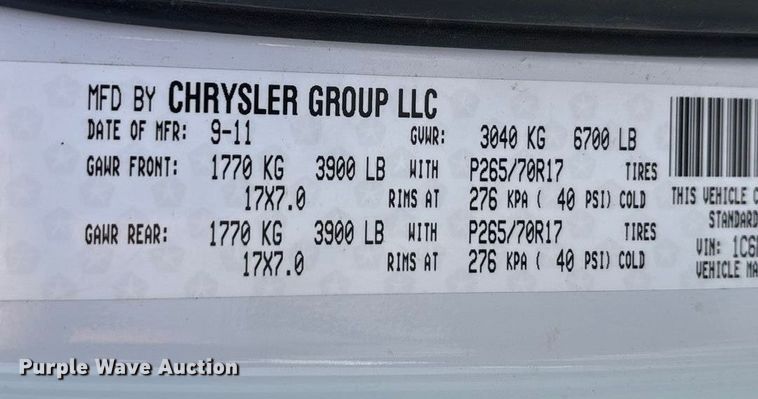 MFD BY CHRYSLER GROUP LLC
DATE OF MFR: 9-11 GVWR: 3040 KG 6700 LB
GAWR FRONT: 1770 KG 3900 LB WITH P265/70R17 TIRES
17X7.0 RIMS AT 276 KPA ( 40 PSI) COLD
GAWR REAR: 1770 KG 3900 LB WITH P265/70R17 TIRES
17X7.0 RIMS AT 276 KPA ( 40 PSI) COLD
THIS VEHICLE C
STANDARD
VIN: 1C6
VEHICLE MA
Purple Wave Auction